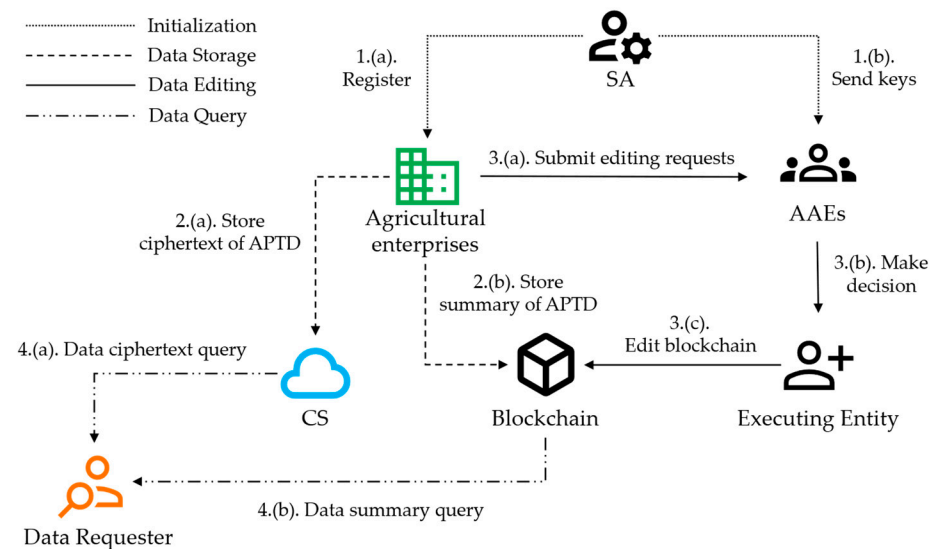 Initialization
Data Storage
Data Editing
Data Query
1.(a).
Register
SA
1.(b).
Send keys
3.(a). Submit editing requests
Agricultural
enterprises
AAEs
2.(a). Store
ciphertext of APTD
2.(b). Store
summary of APTD
3.(b). Make
decision
3.(c).
Edit blockchain
4.(a). Data ciphertext query
CS
Blockchain
Executing Entity
4.(b). Data summary query
Data Requester